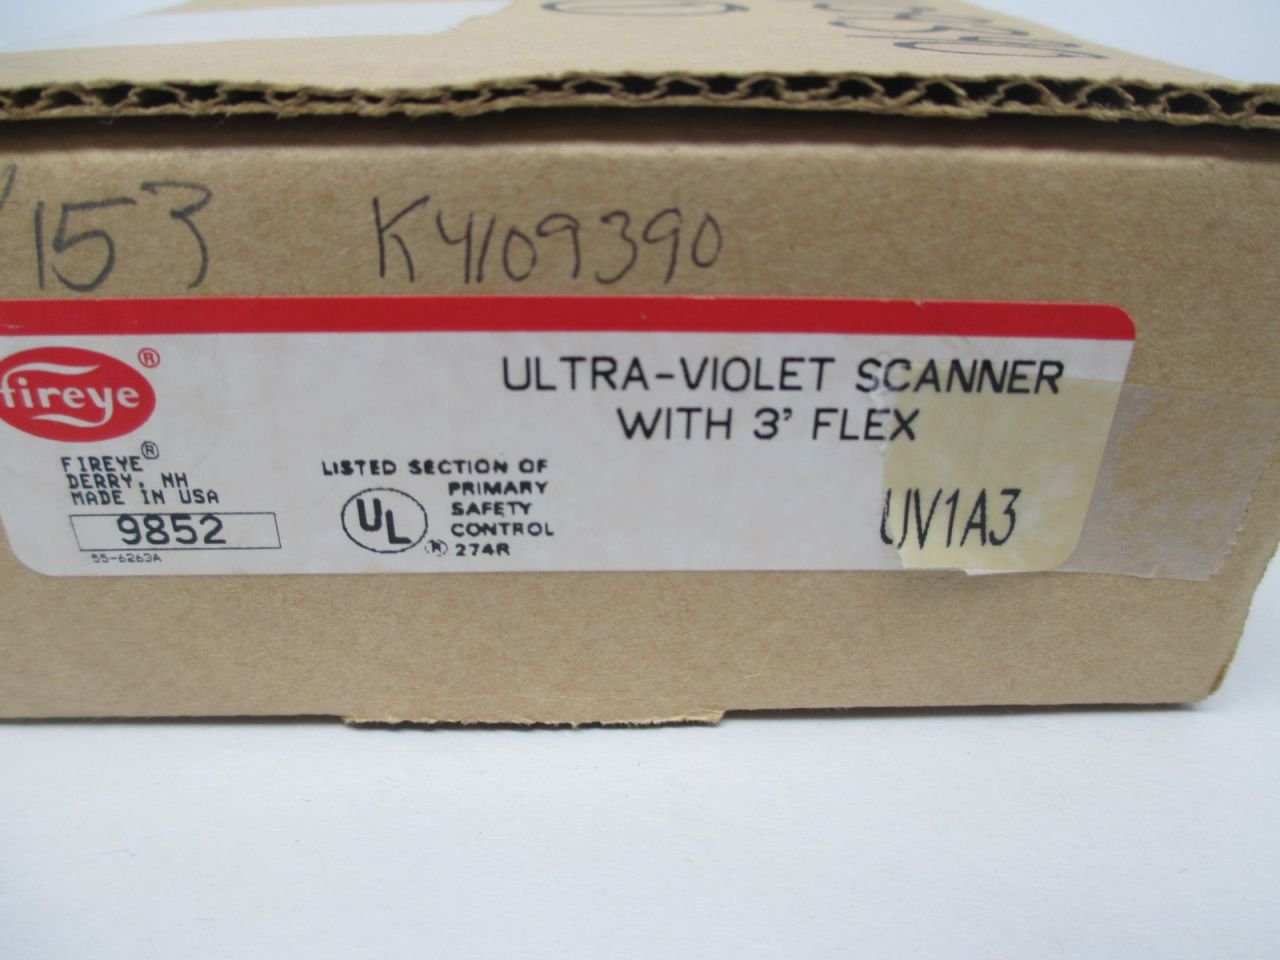 153 K4109390
fireye®
ULTRA-VIOLET SCANNER
WITH 3' FLEX
FIREYE®
DERRY, NH
MADE IN USA
9852
55-6263A
LISTED SECTION OF
PRIMARY
SAFETY
CONTROL
274R
UL®
UV1A3